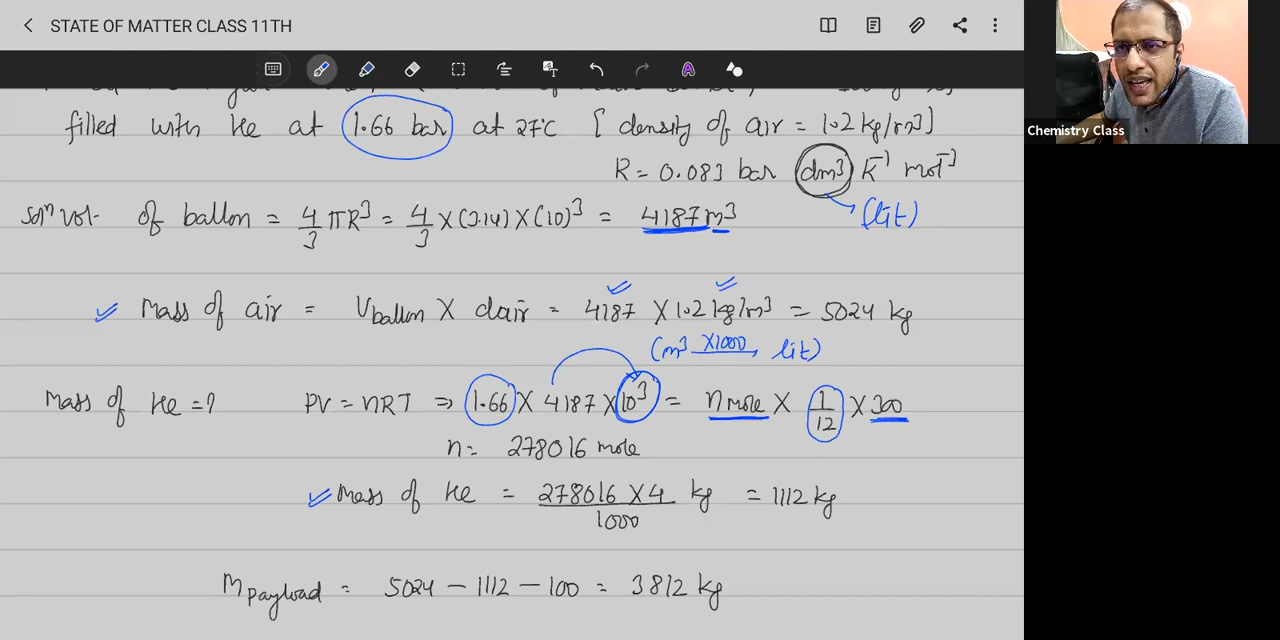 STATE OF MATTER CLASS 11TH
filled with He at 1.66 bar at 27°C [ density of air = 1.2 kg/m3]
R = 0.083 bar dm3 K-1 mol-1
(lit)
Soln vol. of ballon = 4/3 πR3 = 4/3 X (3.14) X (10)3 = 4187 m3
Mass of air = Vballon X dair = 4187 X 1.2 kg/m3 = 5024 kg
(m3 X1000, lit)
Mass of He = ? PV = nRT ⇒ 1.66 X 4187 X 103 = n mole X 1/12 X 300
n = 278016 mole
Mass of He = 278016 X 4/1000 kg = 1112 kg
Mpayload = 5024 - 1112 - 100 = 3812 kg
Chemistry Class